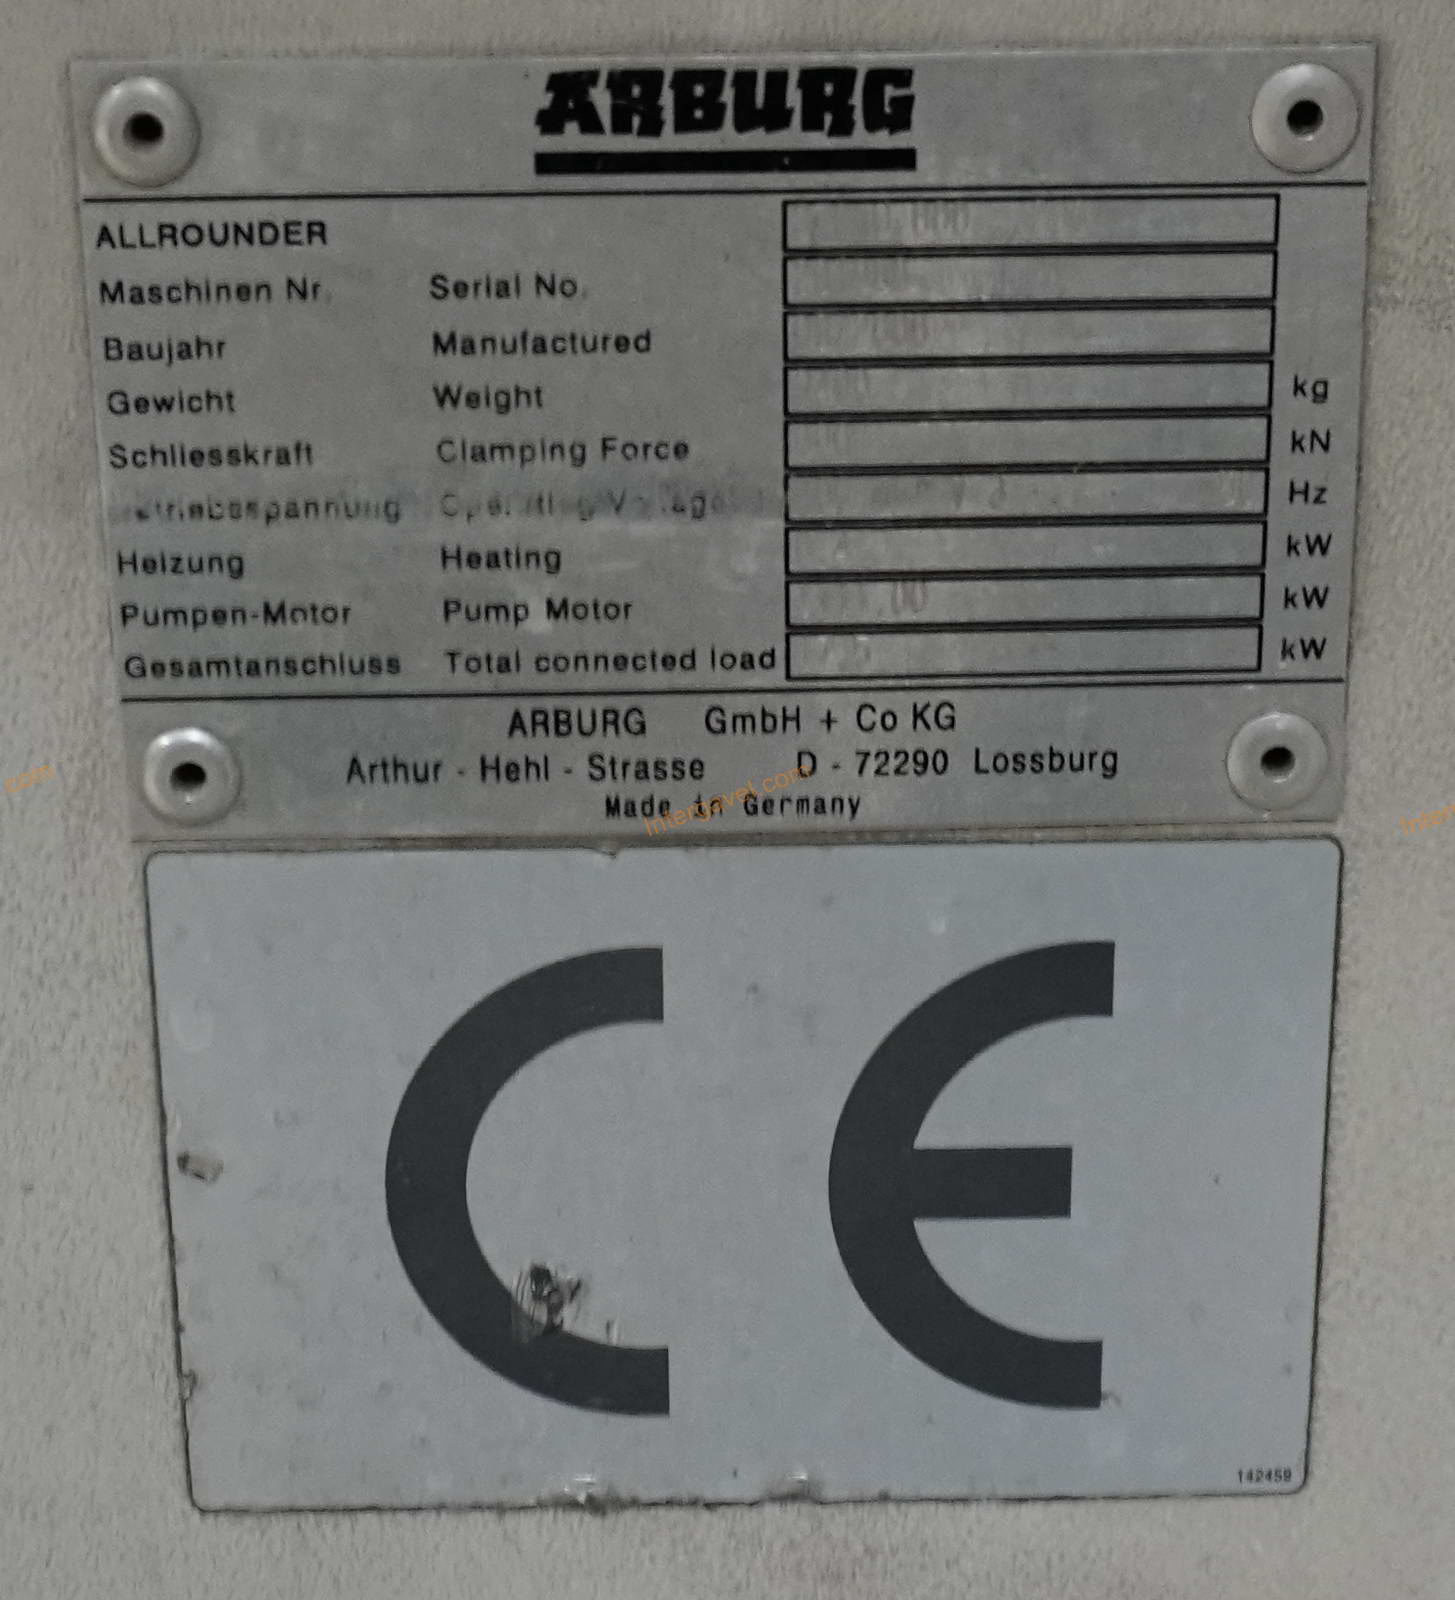 ARBURG
ALLROUNDER
Maschinen Nr. Serial No.
Baujahr Manufactured
Gewicht Weight kg
Schliesskraft Clamping Force kN
Hz
Heizung Heating kW
Pumpen-Motor Pump Motor kW
Gesamtanschluss Total connected load kW
ARBURG GmbH + Co KG
Arthur - Hehl - Strasse D - 72290 Lossburg
Made in Germany
Intergavel.com
CE
142459